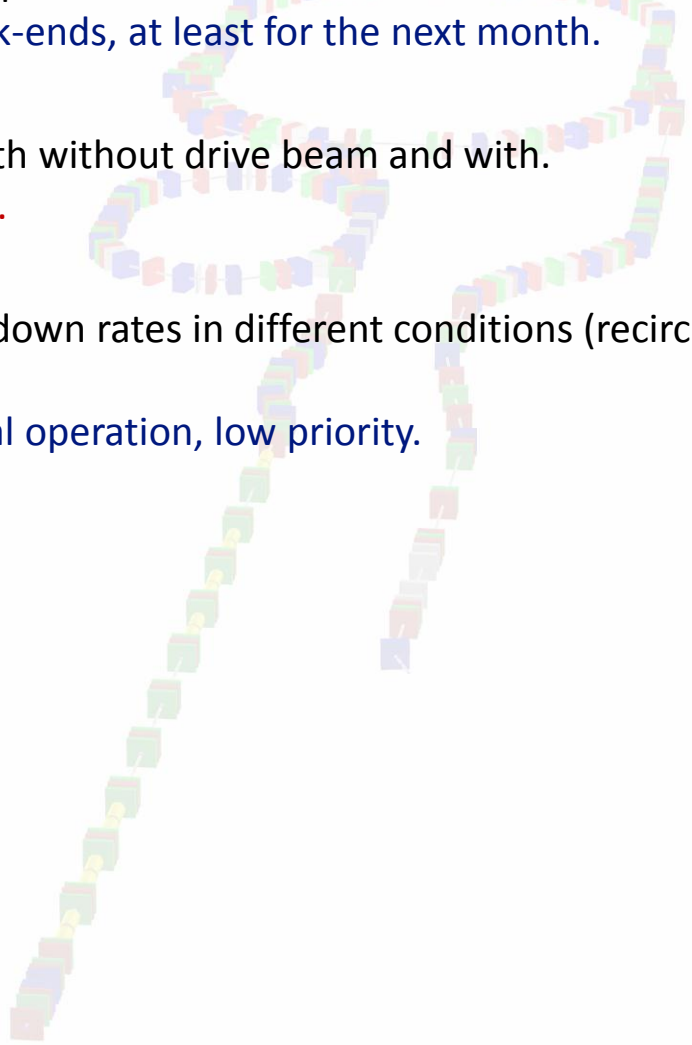 k-ends, at least for the next month.
th without drive beam and with.
.
down rates in different conditions (recirc
al operation, low priority.